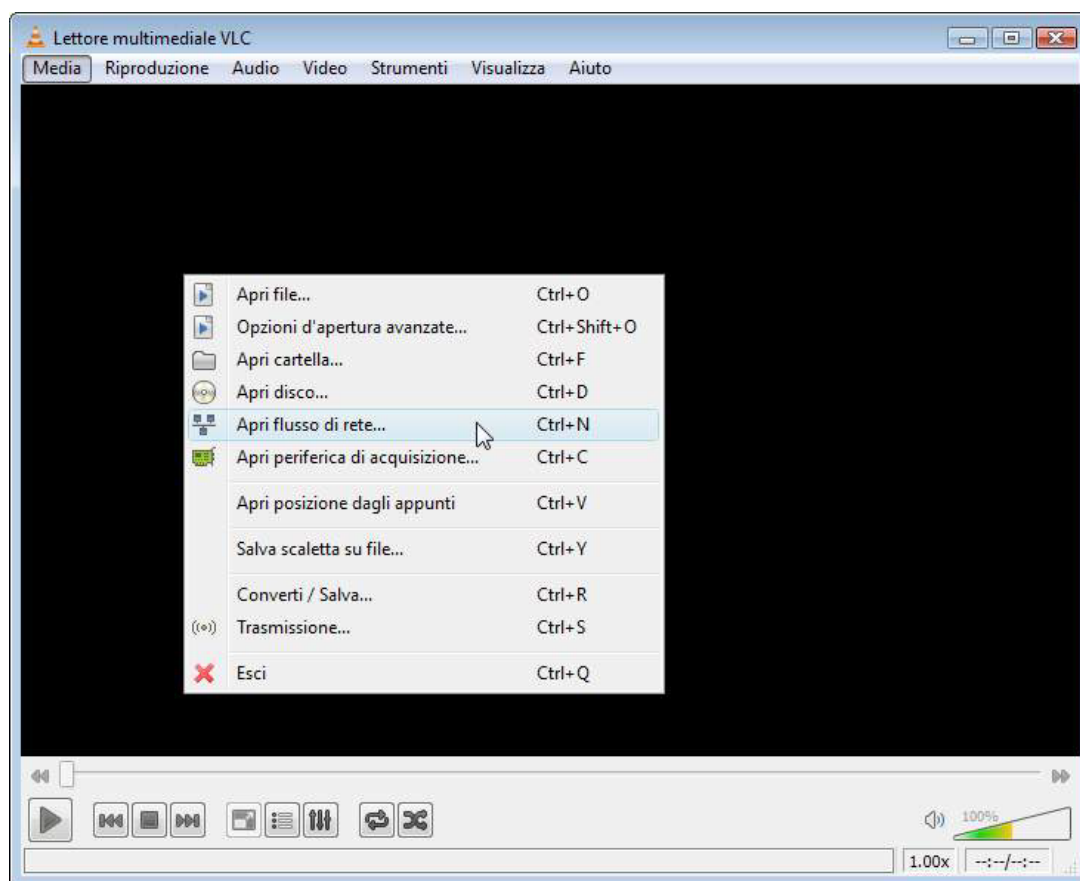 Lettore multimediale VLC
Media Riproduzione Audio Video Strumenti Visualizza Aiuto
Apri file... Ctrl+O
Opzioni d'apertura avanzate... Ctrl+Shift+O
Apri cartella... Ctrl+F
Apri disco... Ctrl+D
Apri flusso di rete... Ctrl+N
Apri periferica di acquisizione... Ctrl+C
Apri posizione dagli appunti Ctrl+V
Salva scaletta su file... Ctrl+Y
Converti / Salva... Ctrl+R
Trasmissione... Ctrl+S
Esci Ctrl+Q
100%
1.00x --:--/--:--